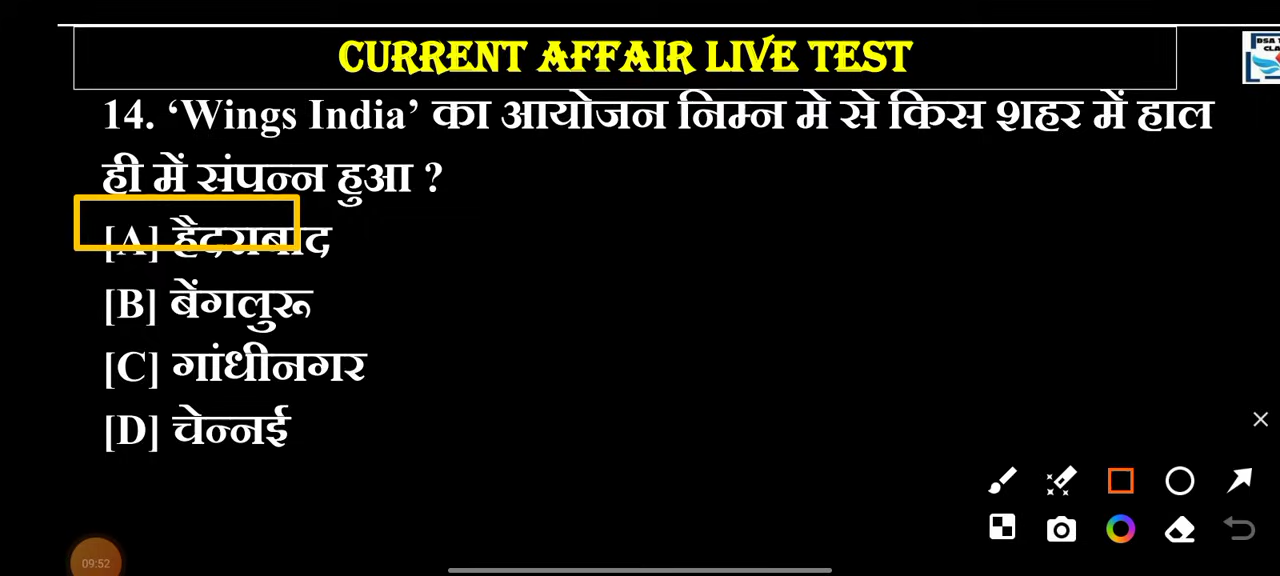 CURRENT AFFAIR LIVE TEST
14. ‘Wings India’ का आयोजन निम्न मे से किस शहर में हाल
ही में संपन्न हुआ ?
[A] हैदराबाद
[B] बेंगलुरू
[C] गांधीनगर
[D] चेन्नई
09:52